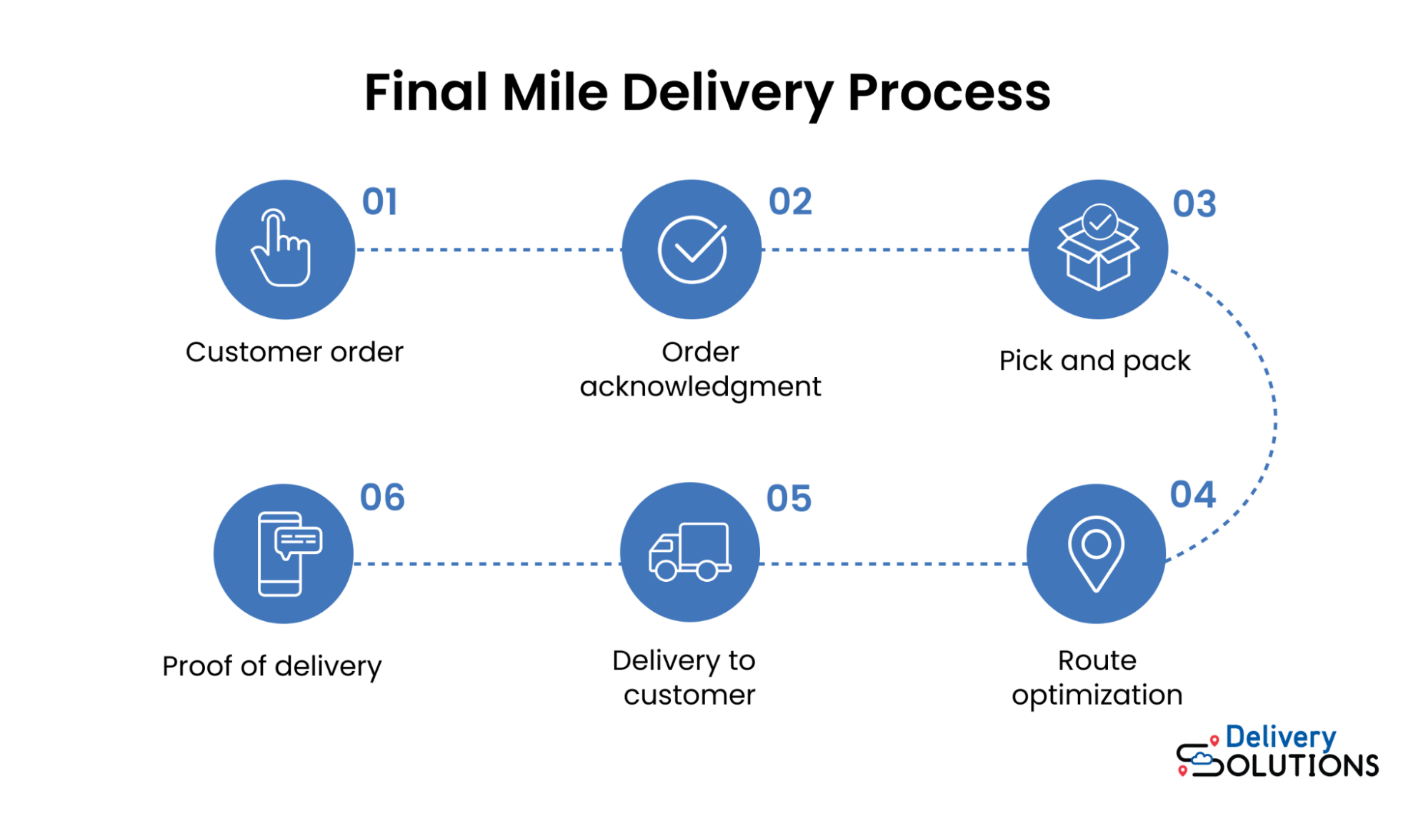 Final Mile Delivery Process
01
Customer order
02
Order
acknowledgment
03
Pick and pack
04
Route
optimization
05
Delivery to
customer
06
Proof of delivery
Delivery
SOLUTIONS